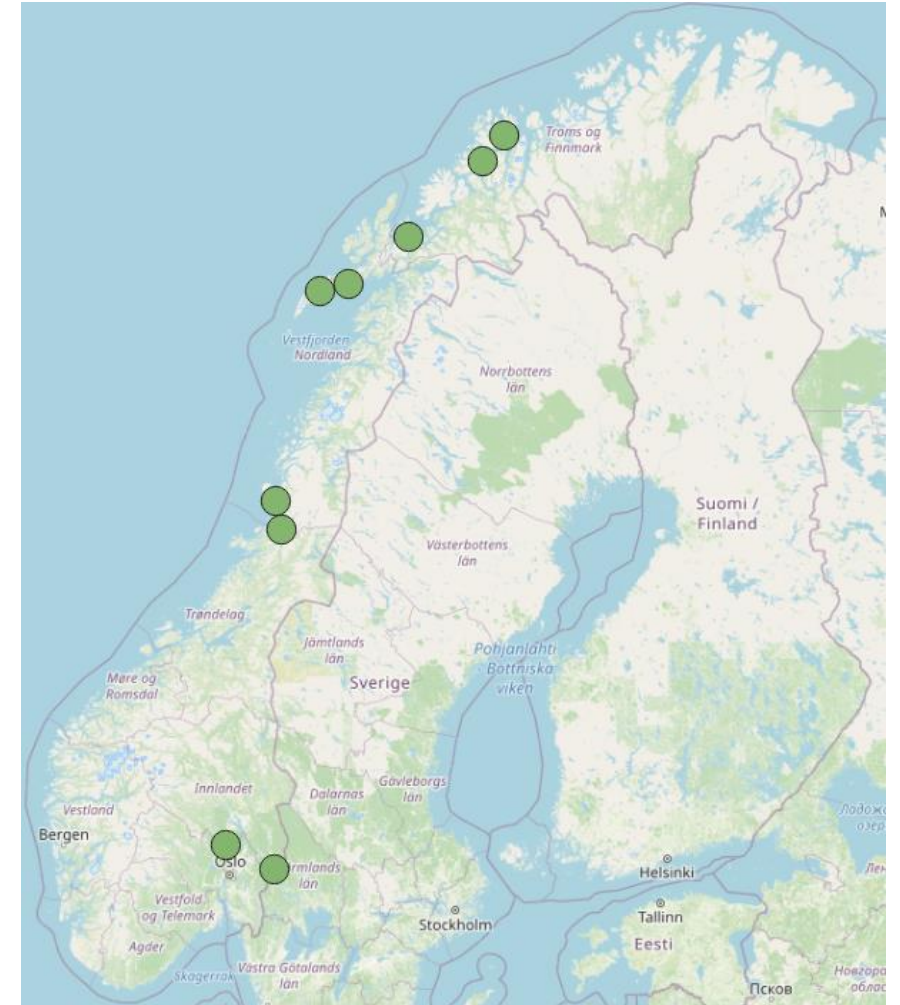 Troms og
Finnmark
Vestfjorden
Nordland
Norrbottens
län
Suomi /
Finland
Västerbottens
län
Trøndelag
Jämtlands
län
Pohjanlahti
Bottniska
viken
Møre og
Romsdal
Sverige
Innlandet
Dalarnas
län
Gävleborgs
län
Vestland
Bergen
Oslo
rmlands
län
Helsinki
Vestfold
og Telemark
Stockholm
Tallinn
Agder
Eesti
Skagerrak
Västra Götalands
län
Псков